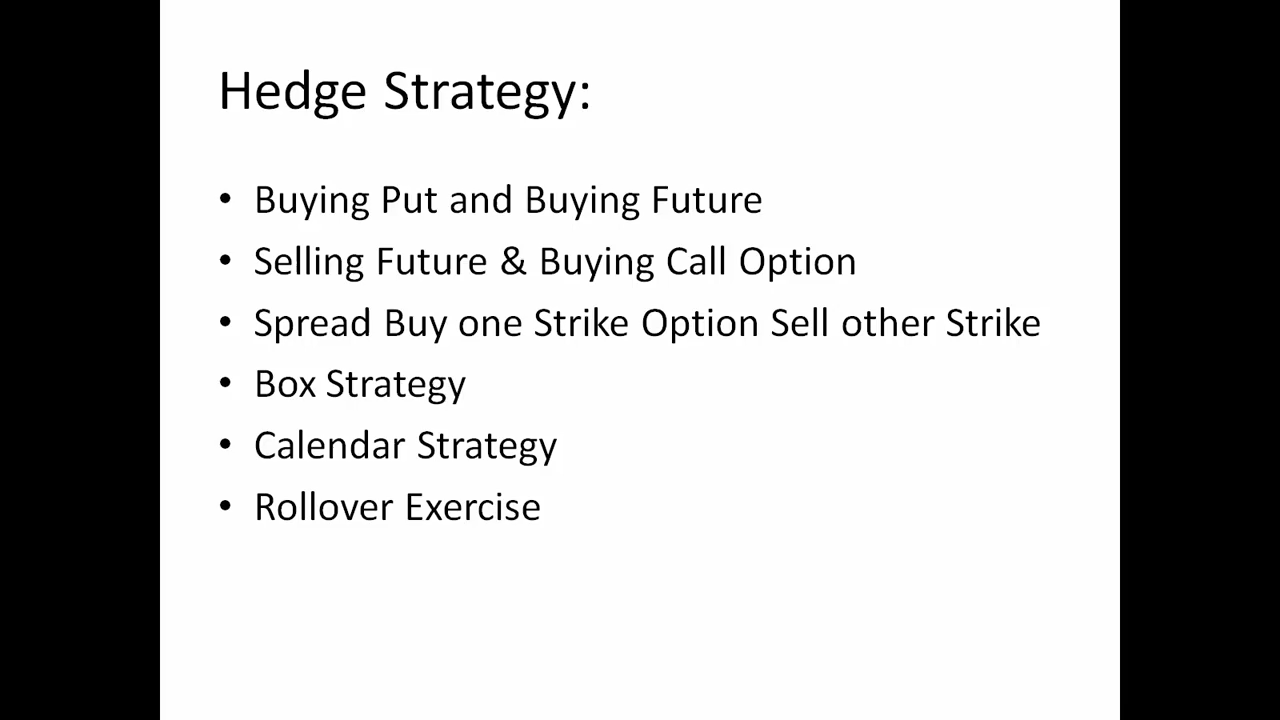 Hedge Strategy:
• Buying Put and Buying Future
• Selling Future & Buying Call Option
• Spread Buy one Strike Option Sell other Strike
• Box Strategy
• Calendar Strategy
• Rollover Exercise